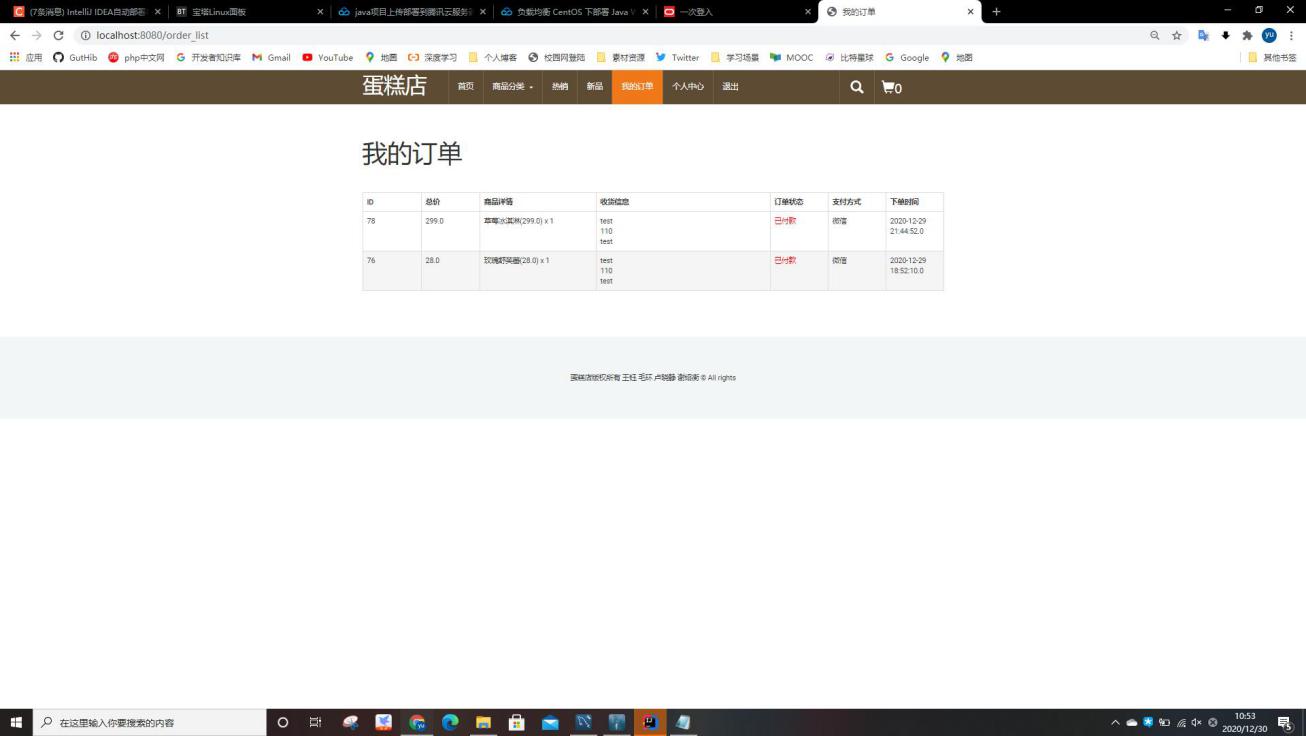 (7条消息) IntelliJ IDEA自动部署
宝塔Linux面板
java项目上传部署到腾讯云服务
负载均衡 CentOS 下部署 Java
一次登入
我的订单
localhost:8080/order_list
应用 GutHib php中文网 开发者知识库 Gmail YouTube 地图 深度学习 个人博客 校园网登陆 素材资源 Twitter 学习场景 MOOC 比特星球 Google 地图 其他书签
蛋糕店 首页 商品分类 热销 新品 我的订单 个人中心 退出 0
我的订单
ID 总价 商品详情 收货信息 订单状态 支付方式 下单时间
78 299.0 草莓冰淇淋(299.0) x 1 test 已付款 微信 2020-12-29
110 21:44:52.0
test
76 28.0 玫瑰舒芙蕾(28.0) x 1 test 已付款 微信 2020-12-29
110 18:52:10.0
test
蛋糕店版权所有 王钰 毛环 卢晓静 谢绍衡 © All rights
在这里输入你要搜索的内容
10:53
2020/12/30